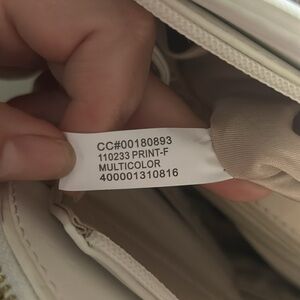 CC#00180893
110233 PRINT-F
MULTICOLOR
400001310816